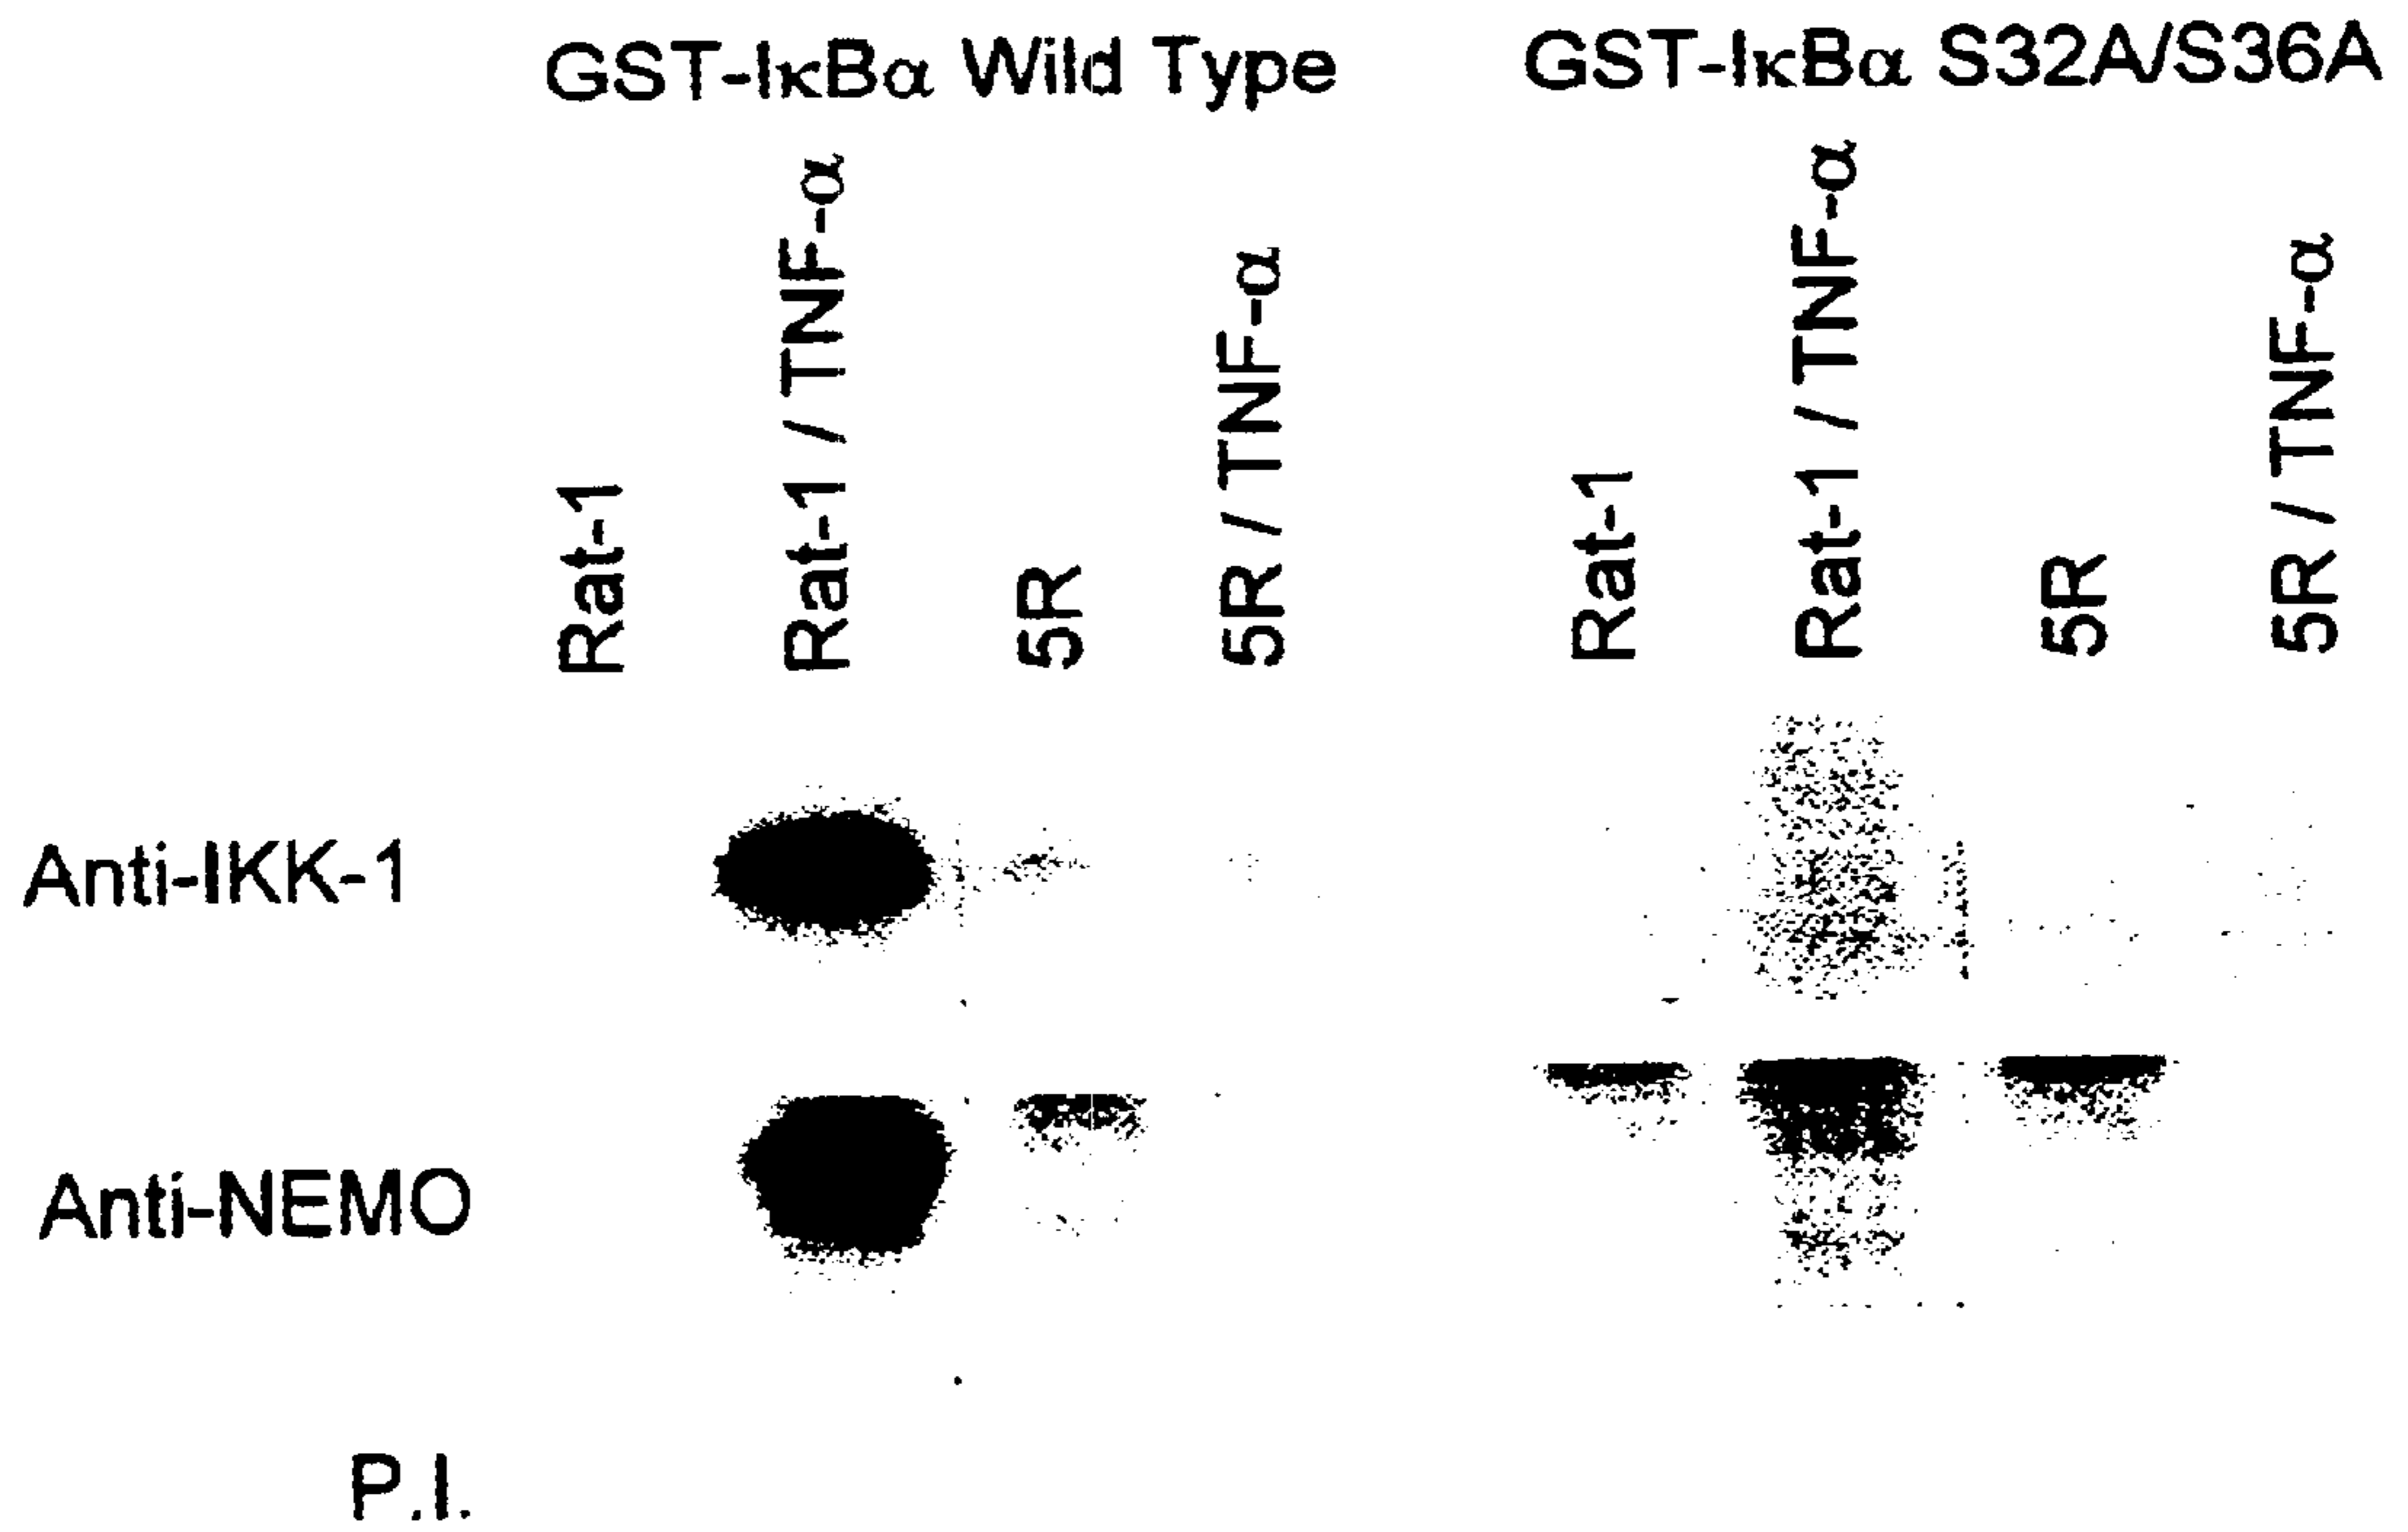 GST-IκBα Wild Type
GST-IκBα S32A/S36A
Rat-1
Rat-1 / TNF-α
5R
5R / TNF-α
Rat-1
Rat-1 / TNF-α
5R
5R / TNF-α
Anti-IKK-1
Anti-NEMO
P.I.